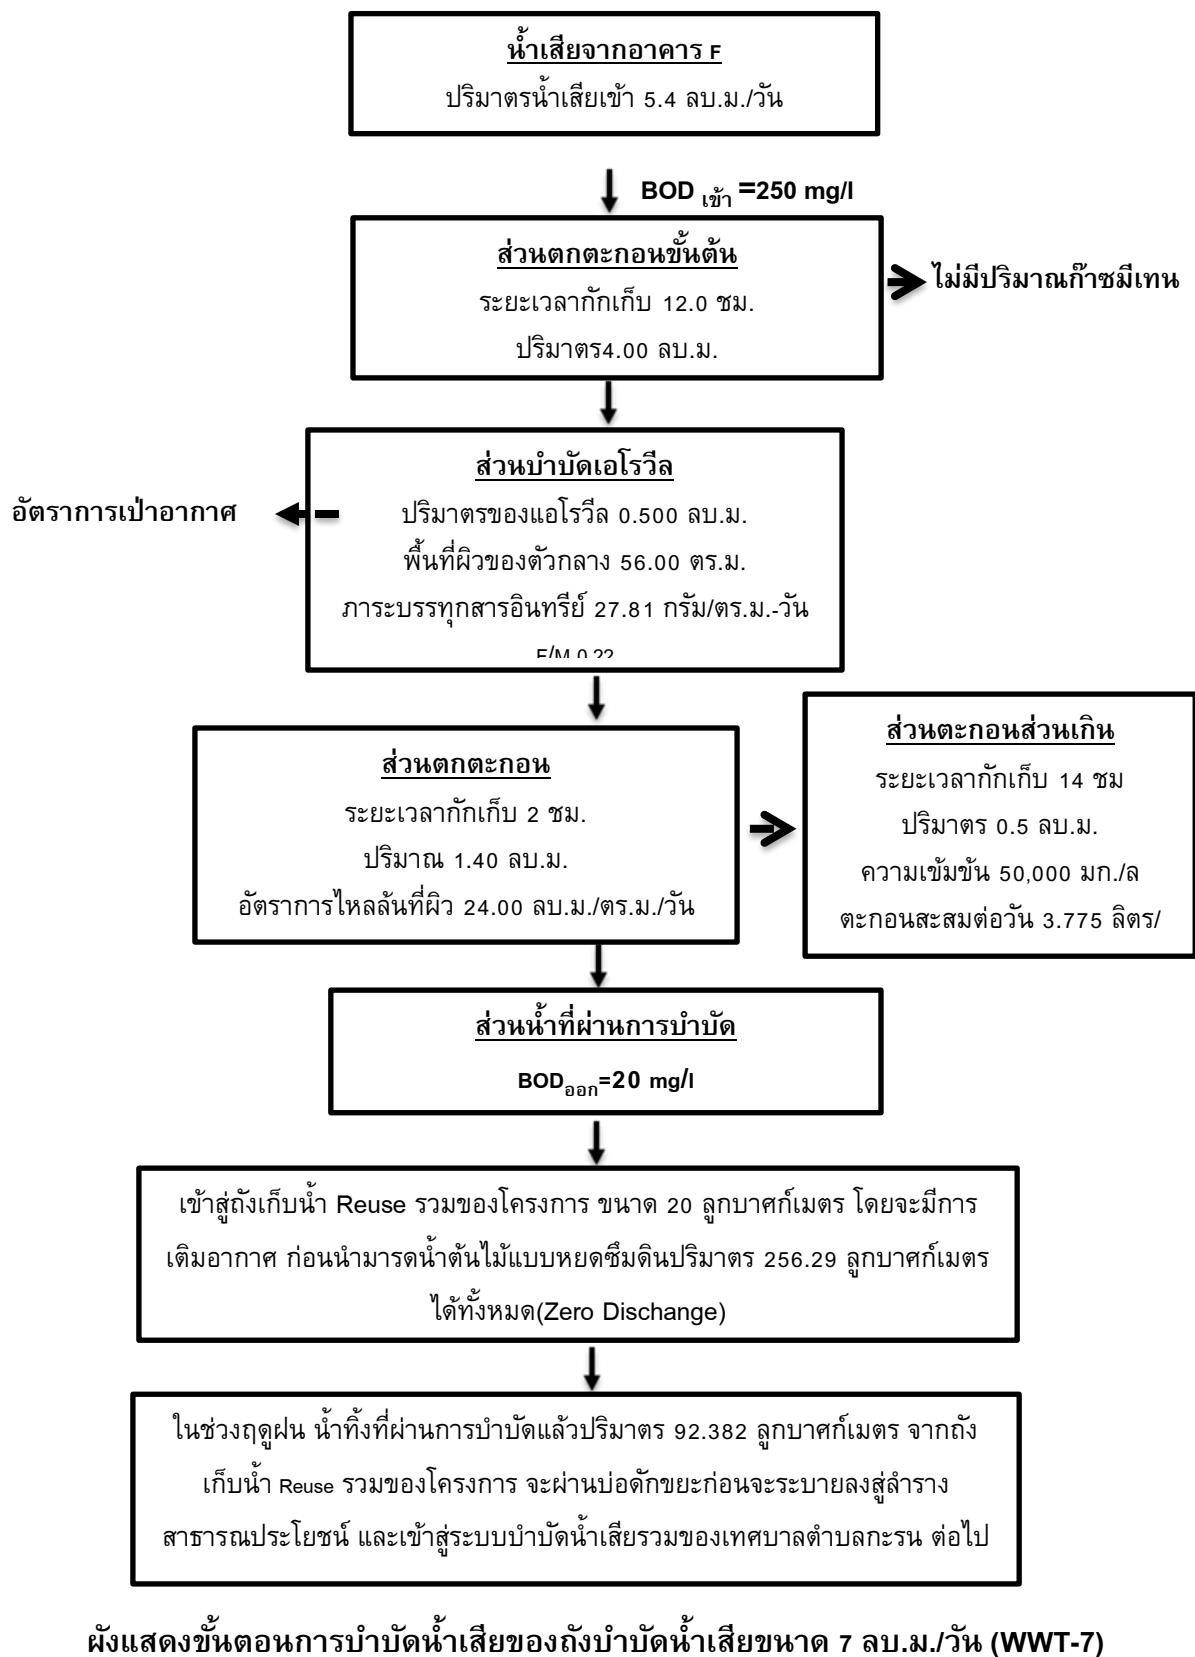 น้ำเสียจากอาคาร F
ปริมาตรน้ำเสียเข้า 5.4 ลบ.ม./วัน
BOD เข้า =250 mg/l
ส่วนตกตะกอนขั้นต้น
ระยะเวลากักเก็บ 12.0 ชม.
ปริมาตร4.00 ลบ.ม.
ไม่มีปริมาณก๊าซมีเทน
ส่วนบำบัดเอโรวีล
ปริมาตรของแอโรวีล 0.500 ลบ.ม.
พื้นที่ผิวของตัวกลาง 56.00 ตร.ม.
ภาระบรรทุกสารอินทรีย์ 27.81 กรัม/ตร.ม.-วัน
F/M 0.22
อัตราการเป่าอากาศ
ส่วนตกตะกอน
ระยะเวลากักเก็บ 2 ชม.
ปริมาณ 1.40 ลบ.ม.
อัตราการไหลล้นที่ผิว 24.00 ลบ.ม./ตร.ม./วัน
ส่วนตะกอนส่วนเกิน
ระยะเวลากักเก็บ 14 ชม
ปริมาตร 0.5 ลบ.ม.
ความเข้มข้น 50,000 มก./ล
ตะกอนสะสมต่อวัน 3.775 ลิตร/
ส่วนน้ำที่ผ่านการบำบัด
BODออก=20 mg/l
เข้าสู่ถังเก็บน้ำ Reuse รวมของโครงการ ขนาด 20 ลูกบาศก์เมตร โดยจะมีการ
เติมอากาศ ก่อนนำมารดน้ำต้นไม้แบบหยดซึมดินปริมาตร 256.29 ลูกบาศก์เมตร
ได้ทั้งหมด(Zero Dischange)
ในช่วงฤดูฝน น้ำทิ้งที่ผ่านการบำบัดแล้วปริมาตร 92.382 ลูกบาศก์เมตร จากถัง
เก็บน้ำ Reuse รวมของโครงการ จะผ่านบ่อดักขยะก่อนจะระบายลงสู่ลำราง
สาธารณประโยชน์ และเข้าสู่ระบบบำบัดน้ำเสียรวมของเทศบาลตำบลกะรน ต่อไป
ผังแสดงขั้นตอนการบำบัดน้ำเสียของถังบำบัดน้ำเสียขนาด 7 ลบ.ม./วัน (WWT-7)